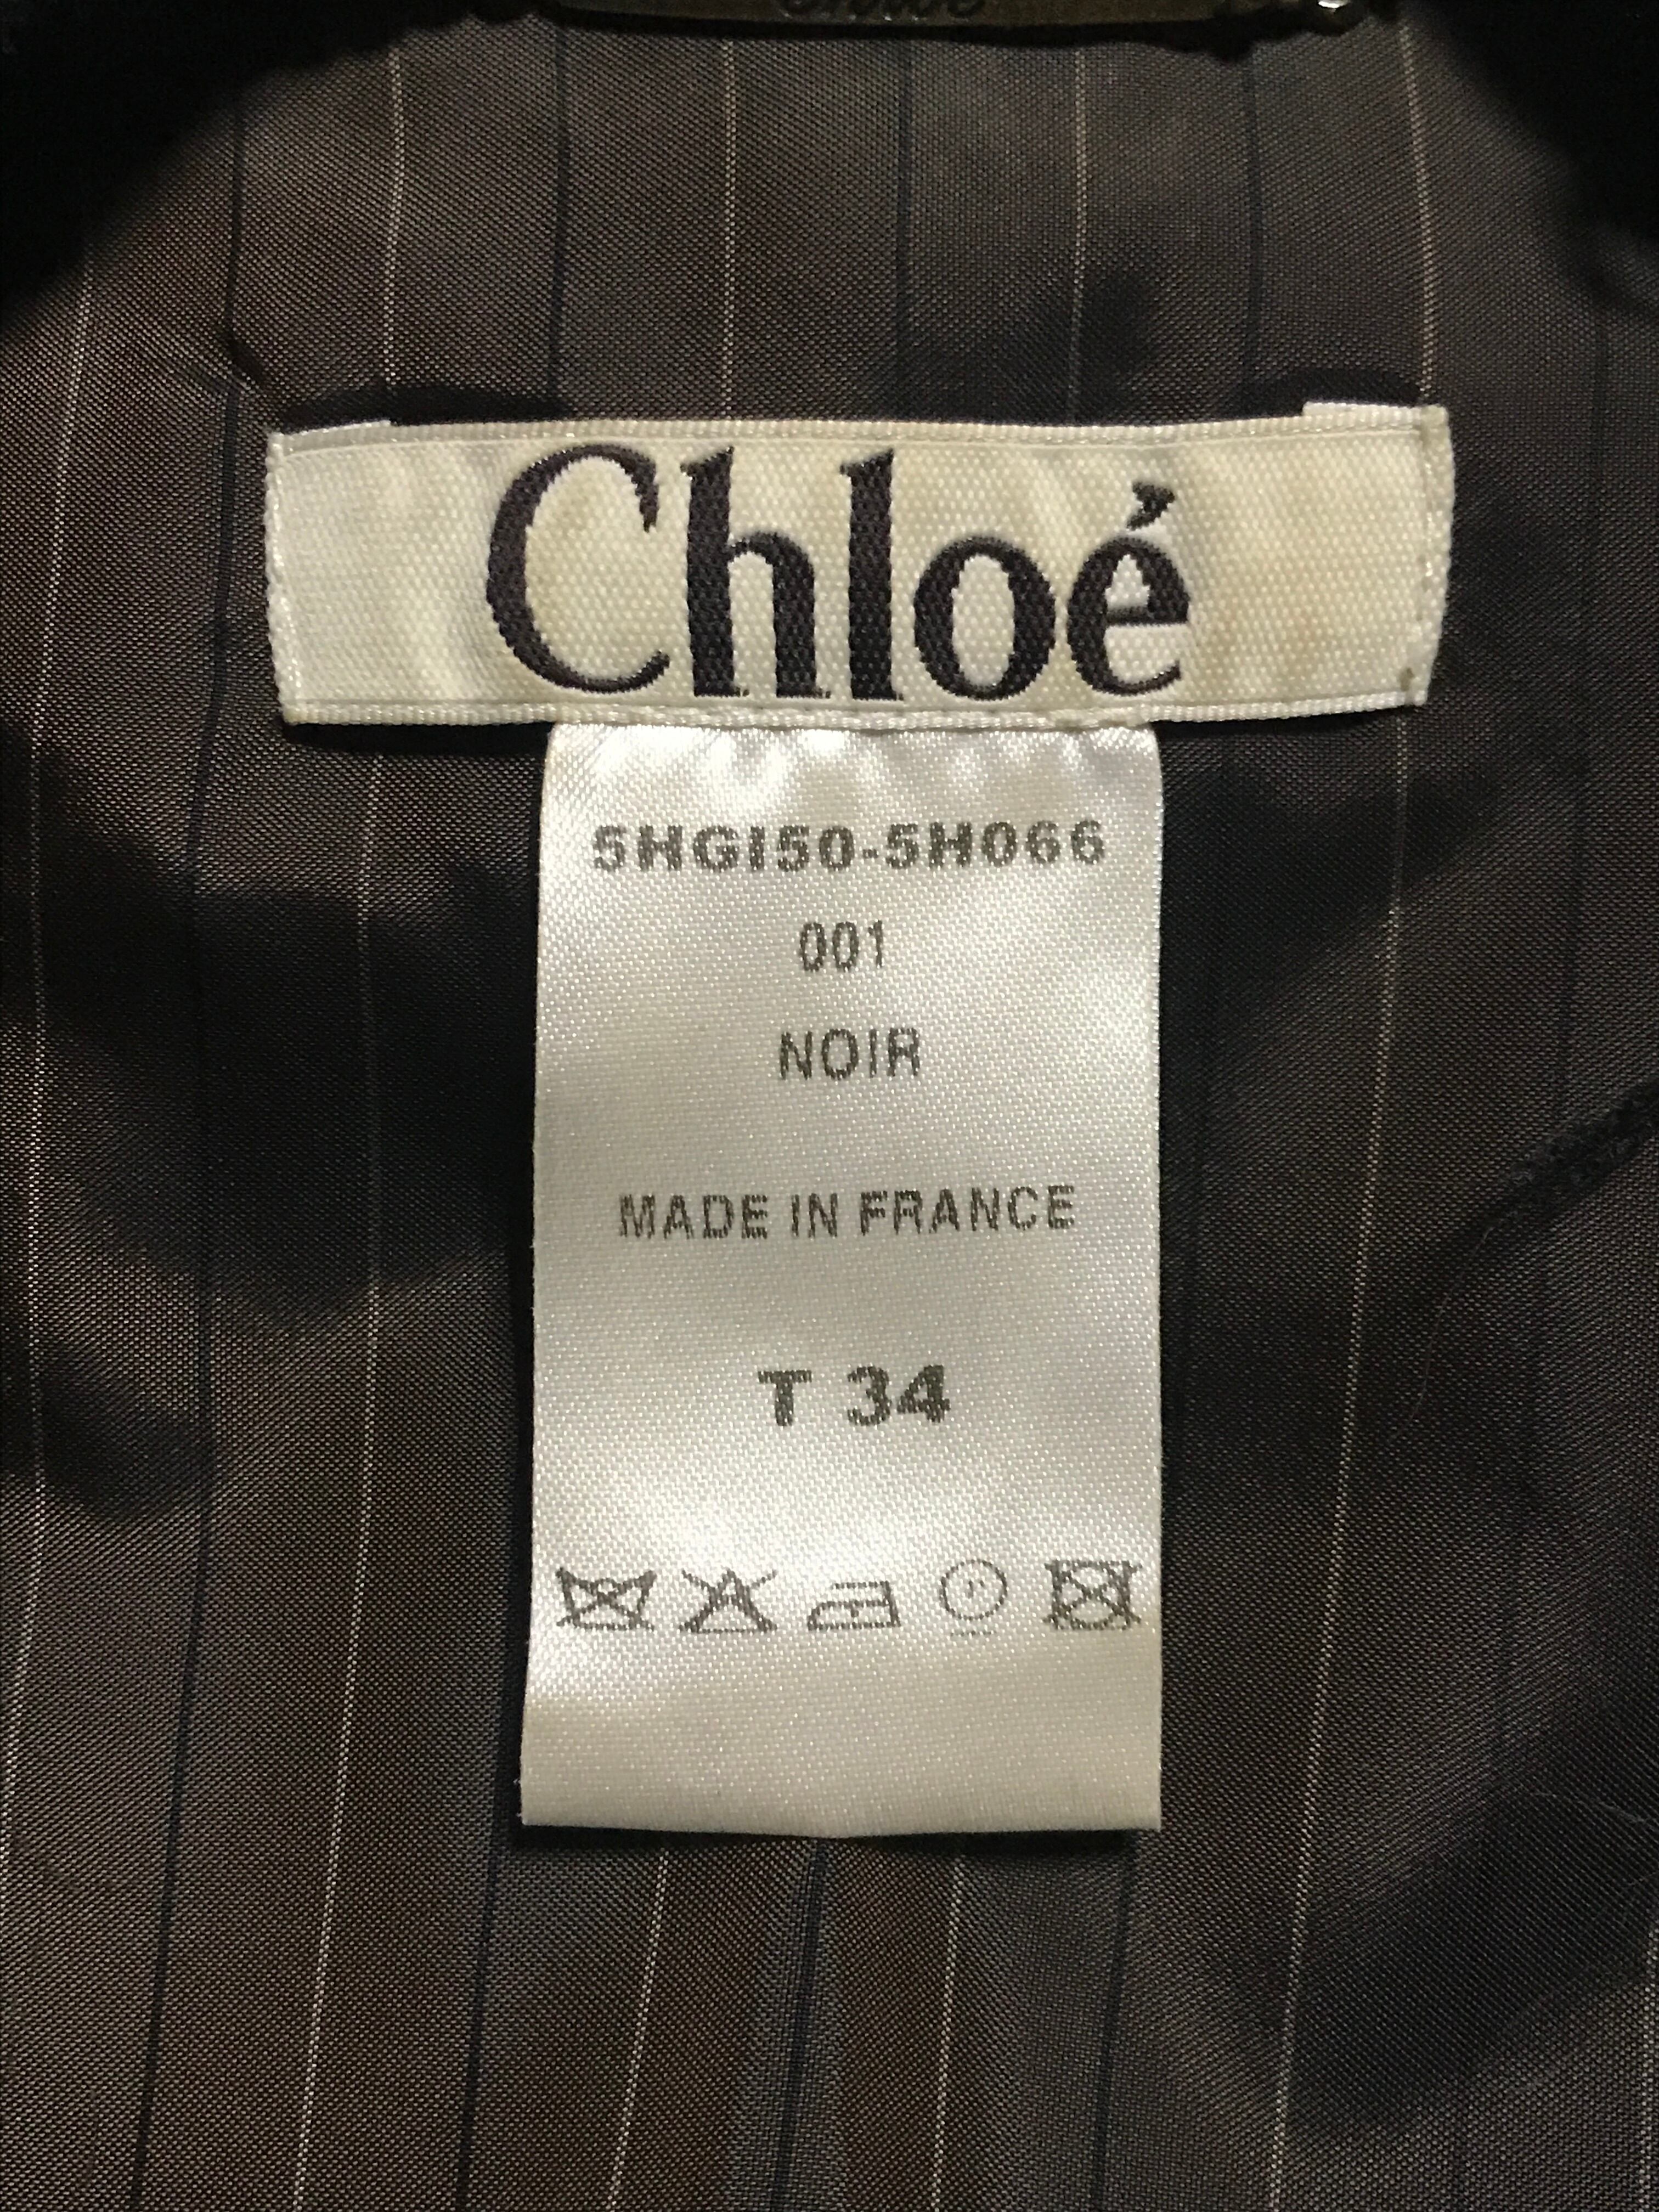 Chloé
5HGI50-5H066
001
NOIR
MADE IN FRANCE
T 34